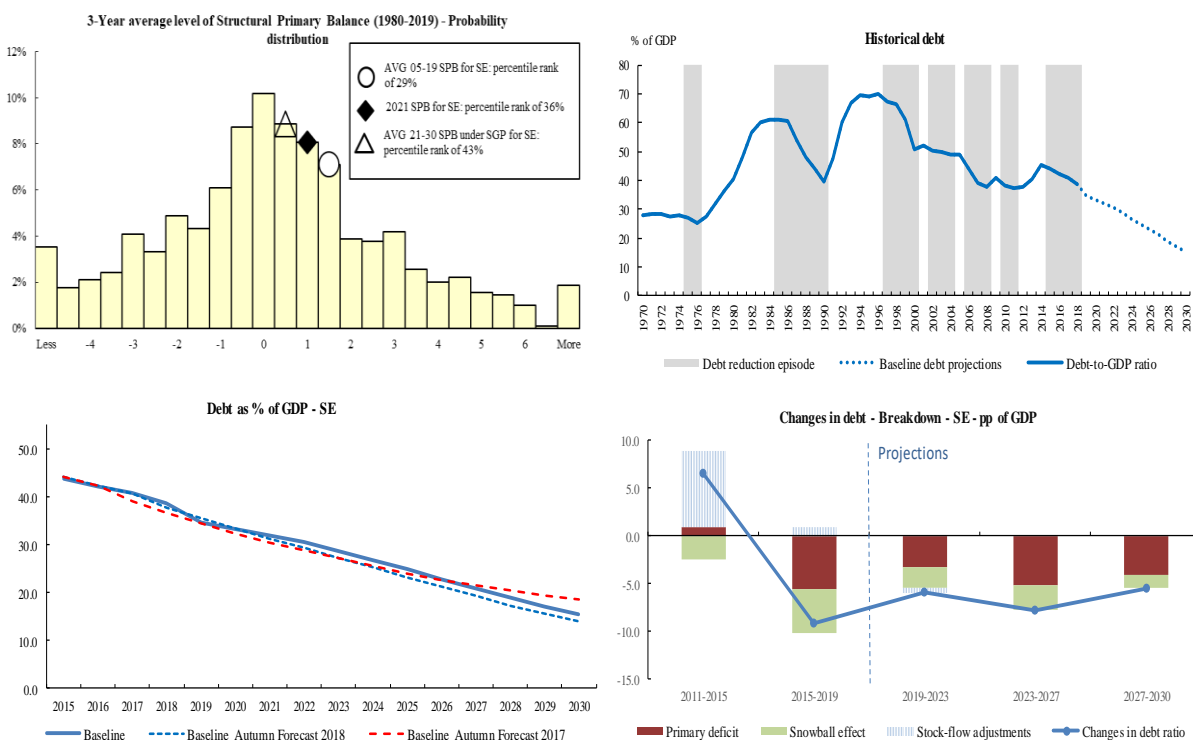 3-Year average level of Structural Primary Balance (1980-2019) - Probability
distribution
12%
10%
8%
6%
4%
2%
0%
AVG 05-19 SPB for SE: percentile rank
of 29%
2021 SPB for SE: percentile rank of 36%
AVG 21-30 SPB under SGP for SE:
percentile rank of 43%
Less -4 -3 -2 -1 0 1 2 3 4 5 6 More
Historical debt
% of GDP
80
70
60
50
40
30
20
10
0
1970 1972 1974 1976 1978 1980 1982 1984 1986 1988 1990 1992 1994 1996 1998 2000 2002 2004 2006 2008 2010 2012 2014 2016 2018 2020 2022 2024 2026 2028 2030
Debt reduction episode Baseline debt projections Debt-to-GDP ratio
Debt as % of GDP - SE
50.0
40.0
30.0
20.0
10.0
0.0
2015 2016 2017 2018 2019 2020 2021 2022 2023 2024 2025 2026 2027 2028 2029 2030
Baseline Baseline Autumn Forecast 2018 Baseline Autumn Forecast 2017
Changes in debt - Breakdown - SE - pp of GDP
10.0
5.0
0.0
-5.0
-10.0
-15.0
Projections
2011-2015 2015-2019 2019-2023 2023-2027 2027-2030
Primary deficit Snowball effect Stock-flow adjustments Changes in debt ratio